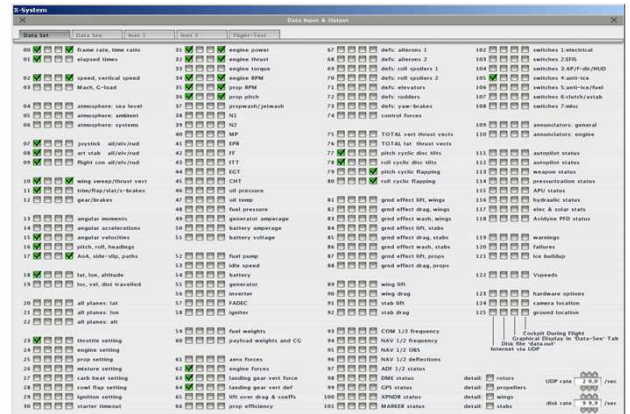 X-System
Data Input & Output
Data Set
Data See
Inet 1
Inet 2
Flight-Test
00 frame rate, time ratio
01 elapsed times
02 speed, vertical speed
03 Mach, G-load
04 atmosphere: sea level
05 atmosphere: ambient
06 atmosphere: systems
07 joystick ail/elv/rud
08 art stab ail/elv/rud
09 flight con ail/elv/rud
10 wing sweep/thrust vect
11 trim/flap/slat/s-brakes
12 gear/brakes
13 angular moments
14 angular accelerations
15 angular velocities
16 pitch, roll, headings
17 AoA, side-slip, paths
18 lat, lon, altitude
19 loc, vel, dist travelled
20 all planes: lat
21 all planes: lon
22 all planes: alt
23 throttle setting
24 engine setting
25 prop setting
26 mixture setting
27 carb heat setting
28 cowl flap setting
29 ignition setting
30 starter timeout
31 engine power
32 engine thrust
33 engine torque
34 engine RPM
35 prop RPM
36 prop pitch
37 propwash/jetwash
38 N1
39 N2
40 MP
41 EPR
42 FF
43 ITT
44 EGT
45 CHT
46 oil pressure
47 oil temp
48 fuel pressure
49 generator amperage
50 battery amperage
51 battery voltage
52 fuel pump
53 idle speed
54 battery
55 generator
56 inverter
57 FADEC
58 igniter
59 fuel weights
60 payload weights and CG
61 aero forces
62 engine forces
63 landing gear vert force
64 landing gear vert def
65 lift over drag & coeffs
66 prop efficiency
67 defs: ailerons 1
68 defs: ailerons 2
69 defs: roll spoilers 1
70 defs: roll spoilers 2
71 defs: elevators
72 defs: rudders
73 defs: yaw-brakes
74 control forces
75 TOTAL vert thrust vects
76 TOTAL lat thrust vects
77 pitch cyclic disc tilts
78 roll cyclic disc tilts
79 pitch cyclic flapping
80 roll cyclic flapping
81 grnd effect lift, wings
82 grnd effect drag, wings
83 grnd effect wash, wings
84 grnd effect lift, stabs
85 grnd effect drag, stabs
86 grnd effect wash, stabs
87 grnd effect lift, props
88 grnd effect drag, props
89 wing lift
90 wing drag
91 stab lift
92 stab drag
93 COM 1/2 frequency
94 NAV 1/2 frequency
95 NAV 1/2 OBS
96 NAV 1/2 deflections
97 ADF 1/2 status
98 DME status
99 GPS status
100 XPNDR status
101 MARKER status
102 switches 1:electrical
103 switches 2:EFIS
104 switches 3:AP/f-dir/HUD
105 switches 4:anti-ice
106 switches 5:anti-ice/fuel
107 switches 6:clutch/astab
108 switches 7:misc
109 annunciators: general
110 annunciators: engine
111 autopilot status
112 autopilot status
113 weapon status
114 pressurization status
115 APU status
116 hydraulic status
117 elec & solar stats
118 Avidyne PFD status
119 warnings
120 failures
121 ice buildup
122 Vspeeds
123 hardware options
124 camera location
125 ground location
Cockpit During Flight
Graphical Display in 'Data-See' Tab
Disk file 'data.out'
Internet via UDP
detail: rotors
detail: propellers
detail: wings
detail: stabs
UDP rate 20.0 /sec
disk rate 99.9 /sec